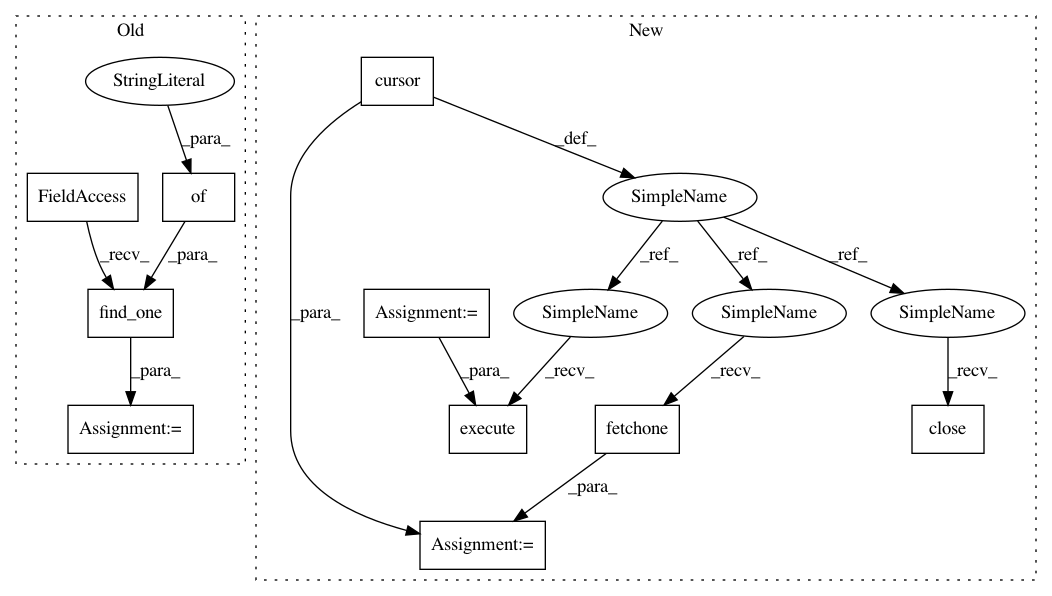 Old
New
StringLiteral
cursor
_para_
_def_
FieldAccess
of
SimpleName
_recv_
_para_
_ref_
_ref_
_ref_
find_one
_para_
Assignment:=
SimpleName
SimpleName
SimpleName
_para_
_para_
_recv_
_recv_
_recv_
Assignment:=
execute
fetchone
close
_para_
Assignment:=